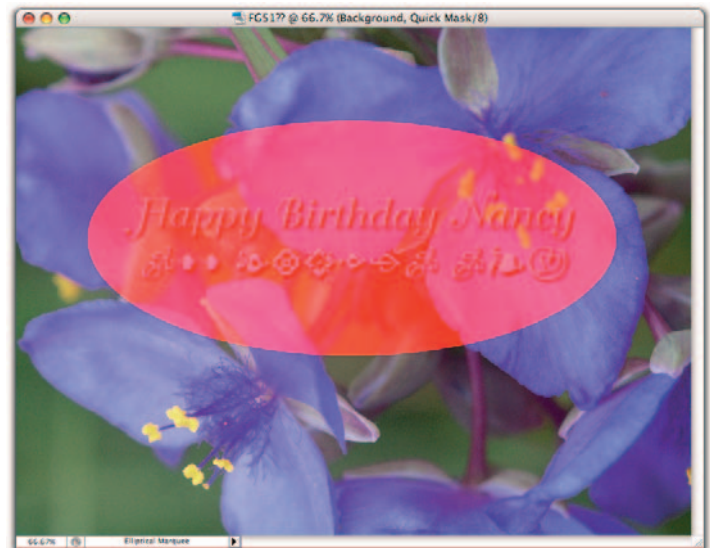 FGS1?? @ 66.7% (Background, Quick Mask/8)
Happy Birthday Nancy
66.67%
Elliptical Marquee